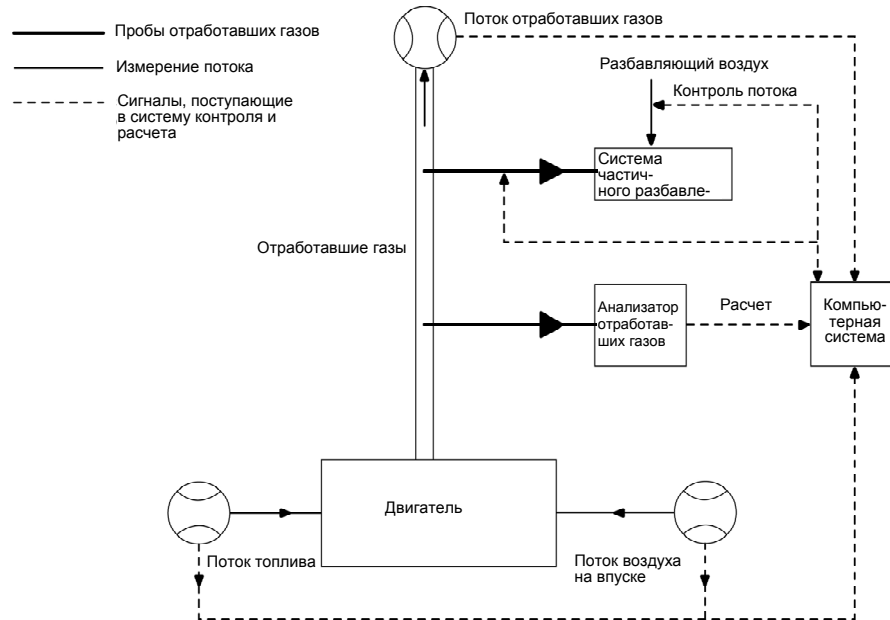 Пробы отработавших газов
Измерение потока
Сигналы, поступающие
в систему контроля и
расчета
Поток отработавших газов
Разбавляющий воздух
Контроль потока
Система
частич-
ного разбавле-
Отработавшие газы
Анализатор
отработав-
ших газов
Расчет
Компью-
терная
система
Двигатель
Поток топлива
Поток воздуха
на впуске